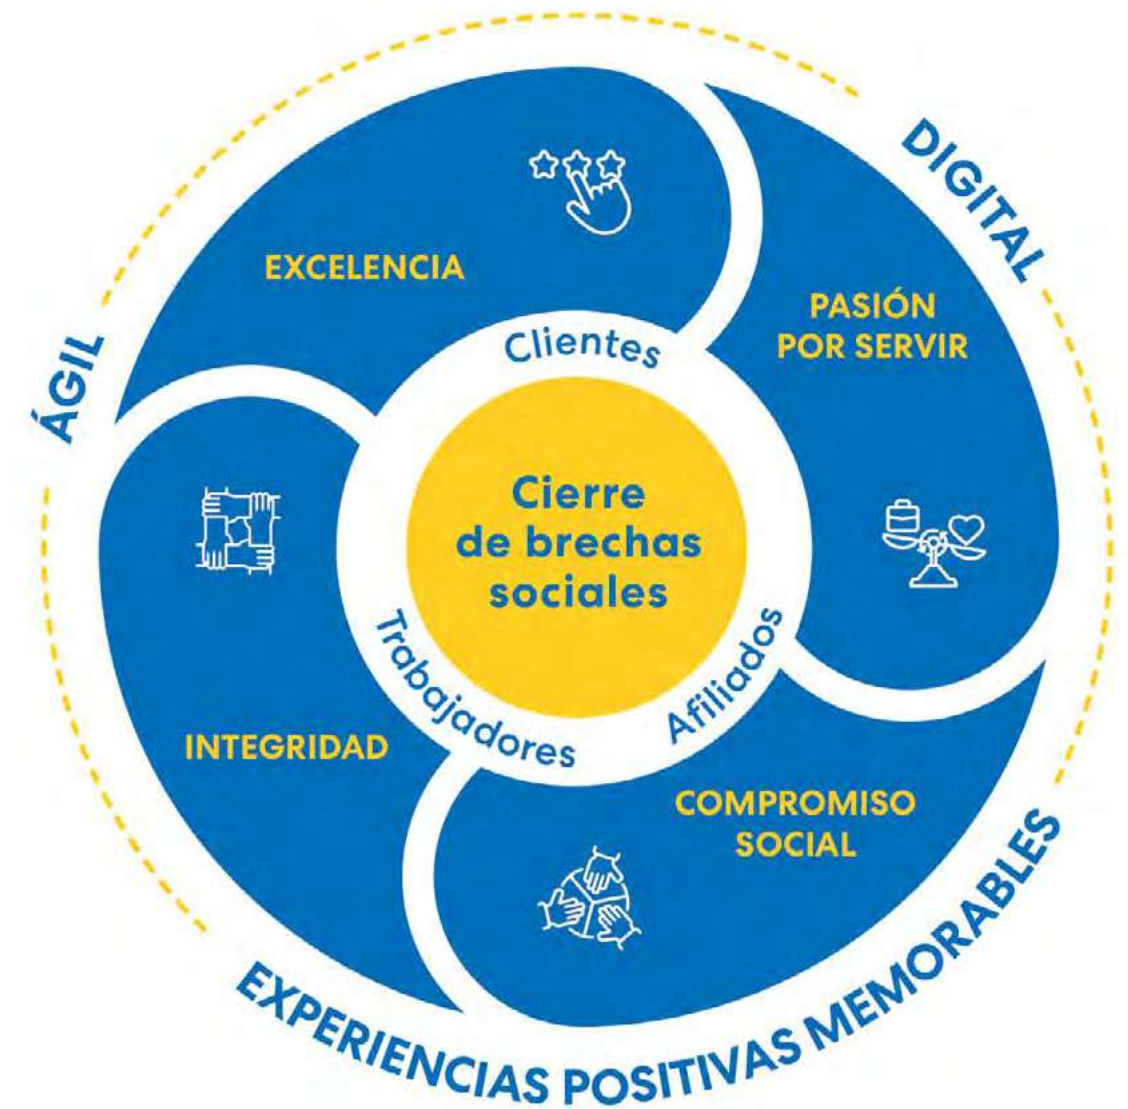 DIGITAL
EXCELENCIA
PASIÓN
POR SERVIR
ÁGIL
Clientes
Cierre
de brechas
sociales
Trabajadores
Afiliados
INTEGRIDAD
COMPROMISO
SOCIAL
EXPERIENCIAS POSITIVAS MEMORABLES